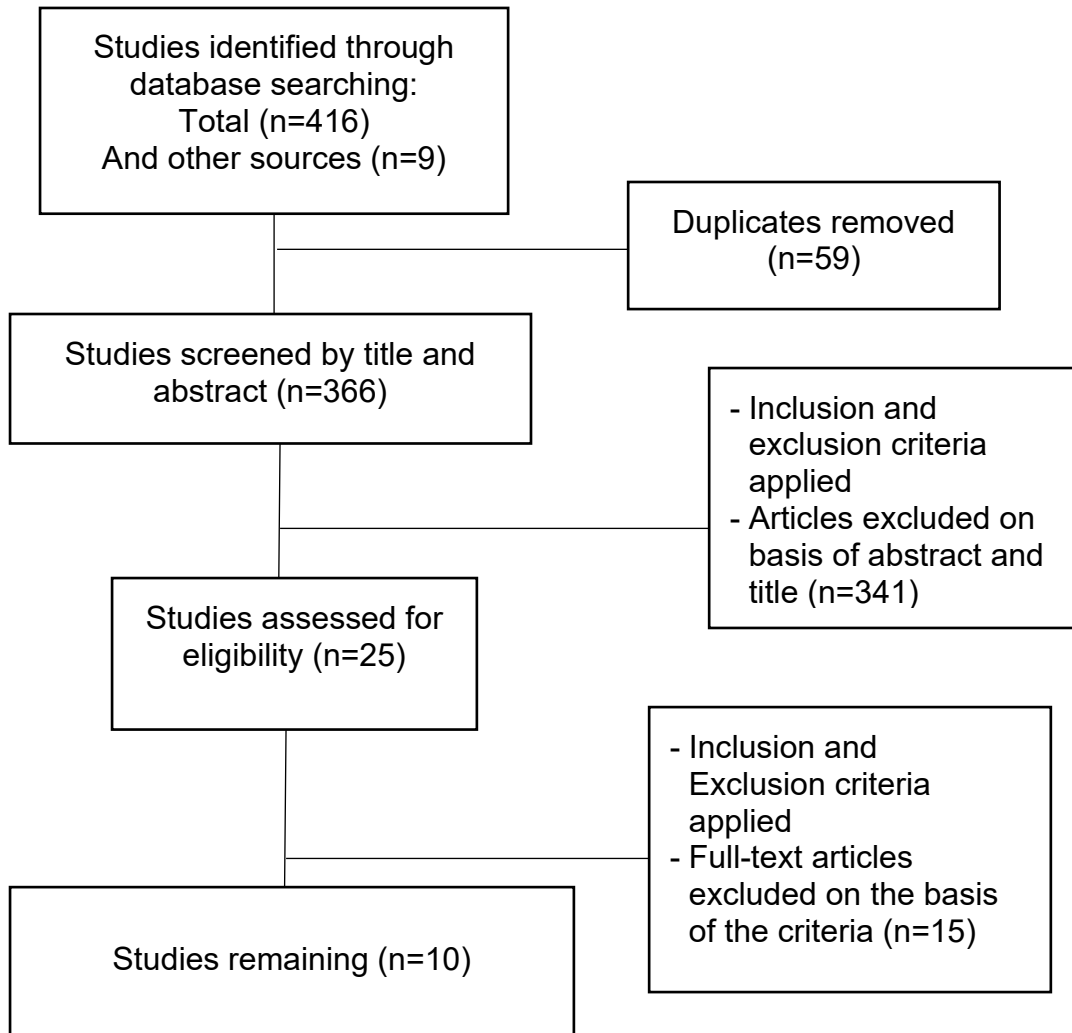 Studies identified through
database searching:
Total (n=416)
And other sources (n=9)
Duplicates removed
(n=59)
Studies screened by title and
abstract (n=366)
- Inclusion and
exclusion criteria
applied
- Articles excluded on
basis of abstract and
title (n=341)
Studies assessed for
eligibility (n=25)
- Inclusion and
Exclusion criteria
applied
- Full-text articles
excluded on the basis
of the criteria (n=15)
Studies remaining (n=10)